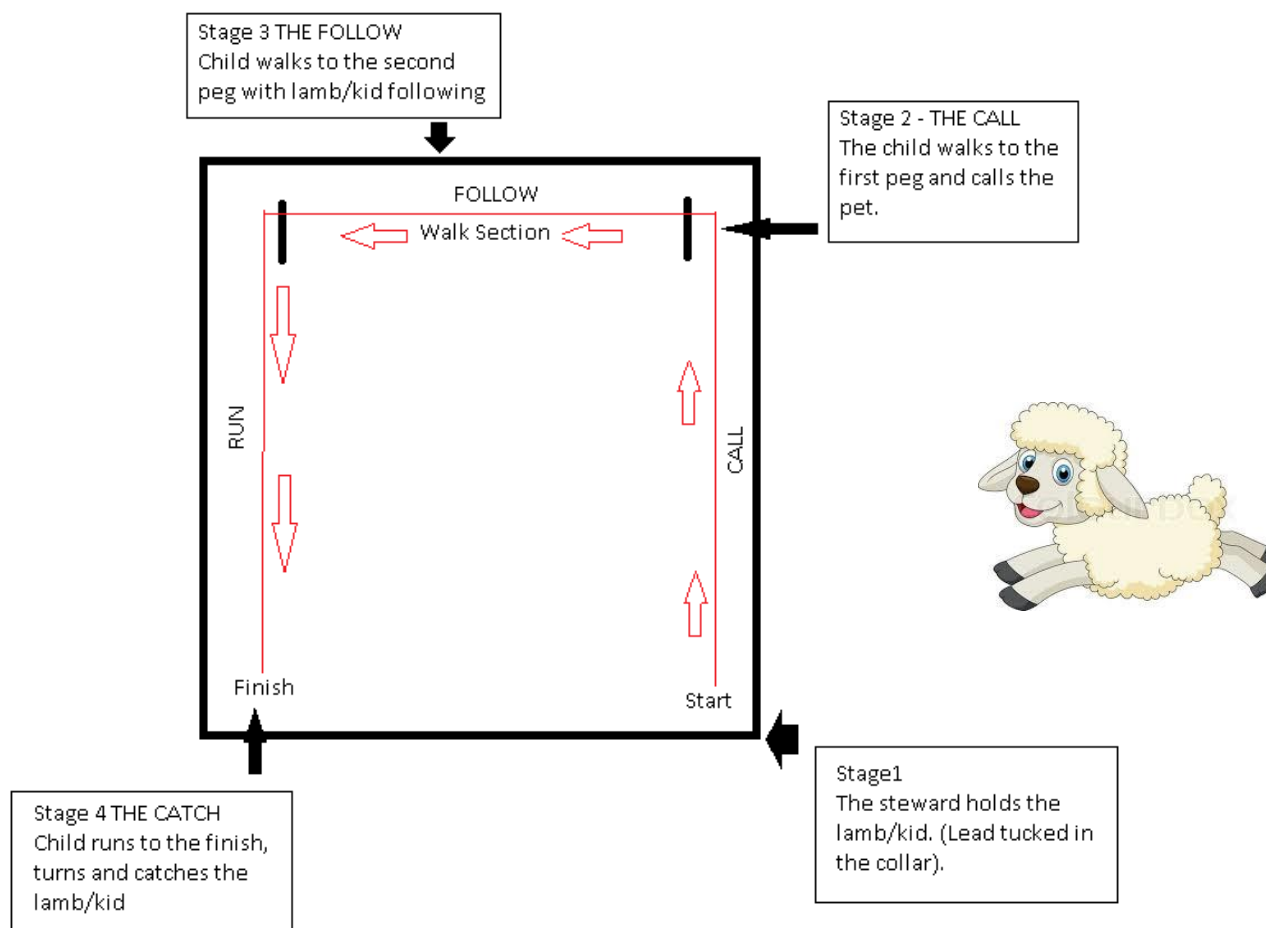 Stage 3 THE FOLLOW
Child walks to the second
peg with lamb/kid following
Stage 2 - THE CALL
The child walks to the
first peg and calls the
pet.
FOLLOW
Walk Section
RUN
CALL
Finish
Start
Stage1
The steward holds the
lamb/kid. (Lead tucked in
the collar).
Stage 4 THE CATCH
Child runs to the finish,
turns and catches the
lamb/kid